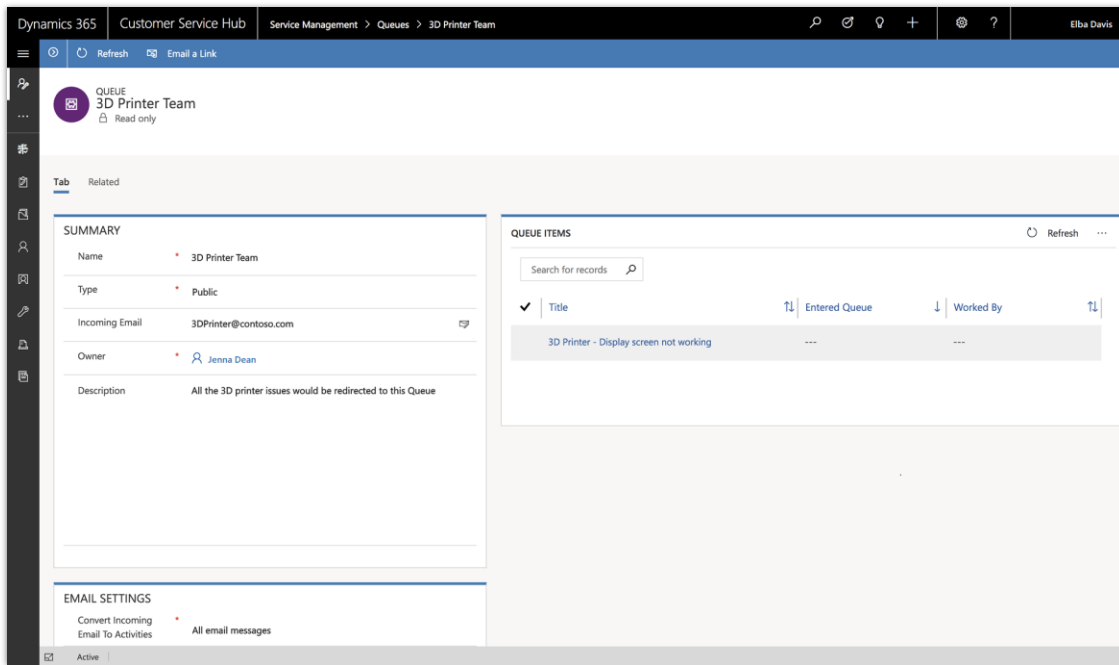 Dynamics 365 Customer Service Hub Service Management > Queues > 3D Printer Team + ? Elba Davis
Refresh Email a Link
QUEUE
3D Printer Team
Read only
Tab Related
SUMMARY
Name * 3D Printer Team
Type * Public
Incoming Email 3DPrinter@contoso.com
Owner * Jenna Dean
Description All the 3D printer issues would be redirected to this Queue
QUEUE ITEMS Refresh ...
Search for records
Title Entered Queue Worked By
3D Printer - Display screen not working --- ---
EMAIL SETTINGS
Convert Incoming *
Email To Activities All email messages
Active